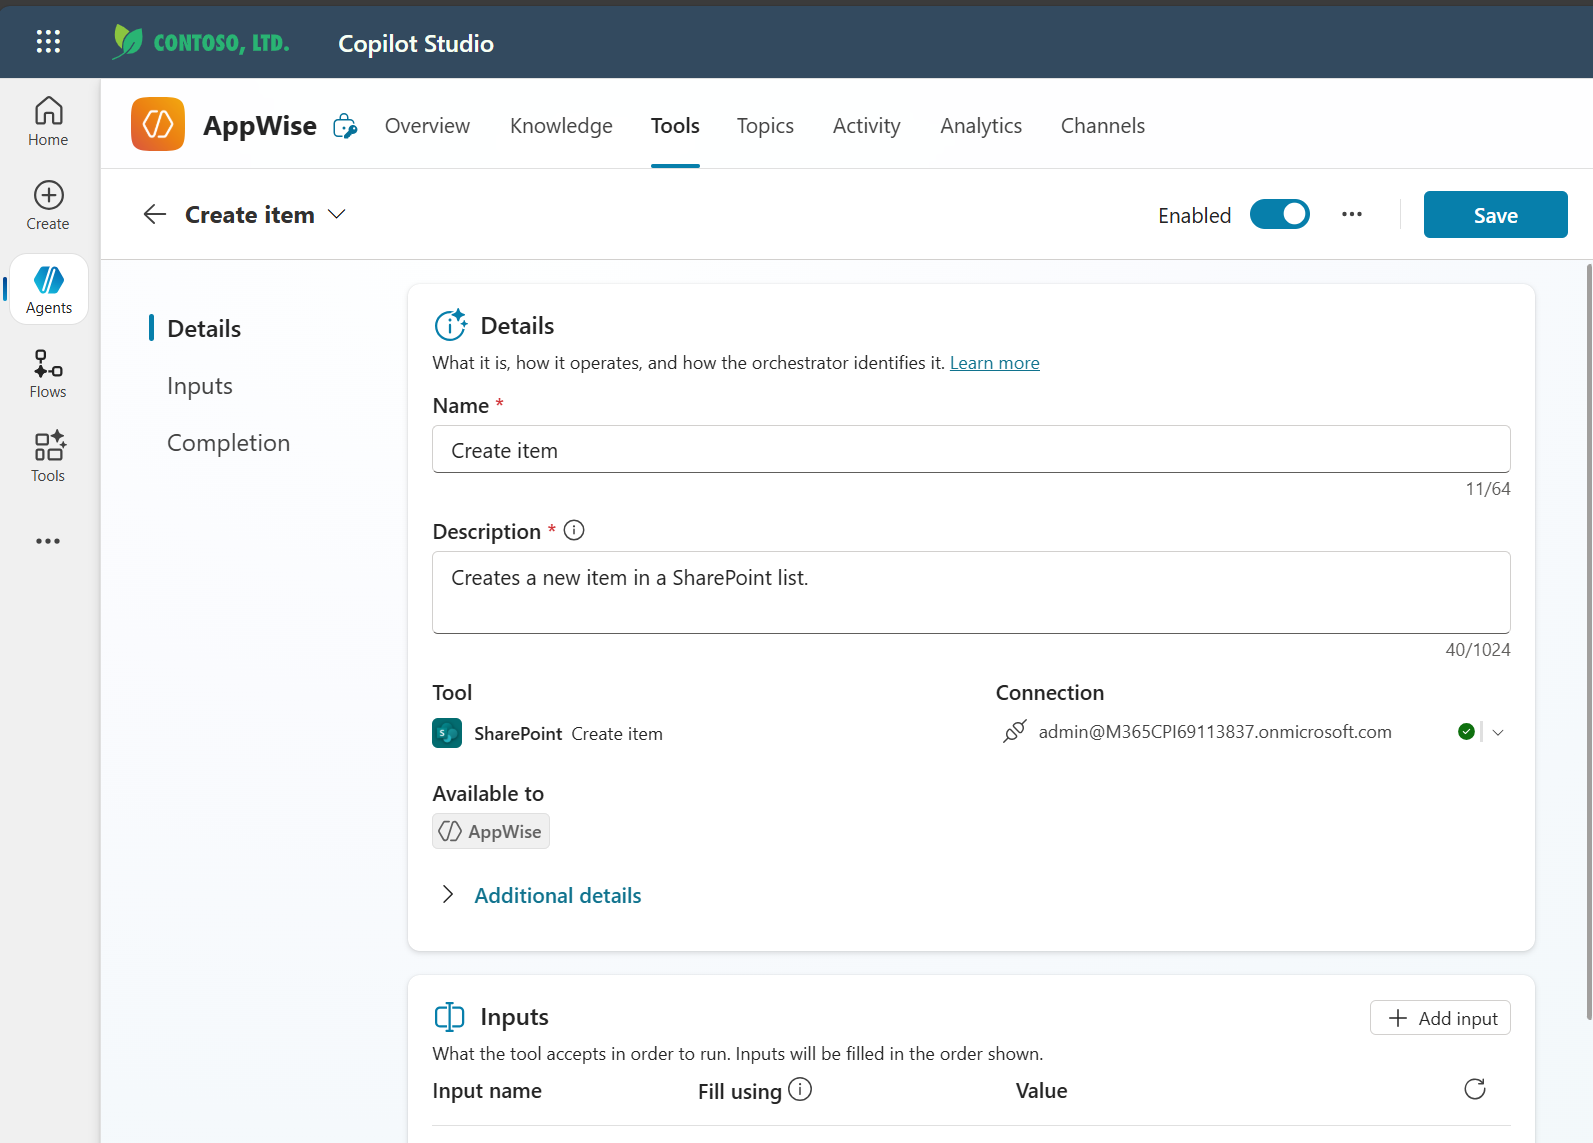 CONTOSO, LTD.
Copilot Studio
Home
Create
Agents
Flows
Tools
AppWise
Overview
Knowledge
Tools
Topics
Activity
Analytics
Channels
Create item
Enabled
Save
Details
Inputs
Completion
Details
What it is, how it operates, and how the orchestrator identifies it. Learn more
Name *
Create item
11/64
Description *
Creates a new item in a SharePoint list.
40/1024
Tool
SharePoint Create item
Connection
admin@M365CPI69113837.onmicrosoft.com
Available to
AppWise
Additional details
Inputs
Add input
What the tool accepts in order to run. Inputs will be filled in the order shown.
Input name
Fill using
Value